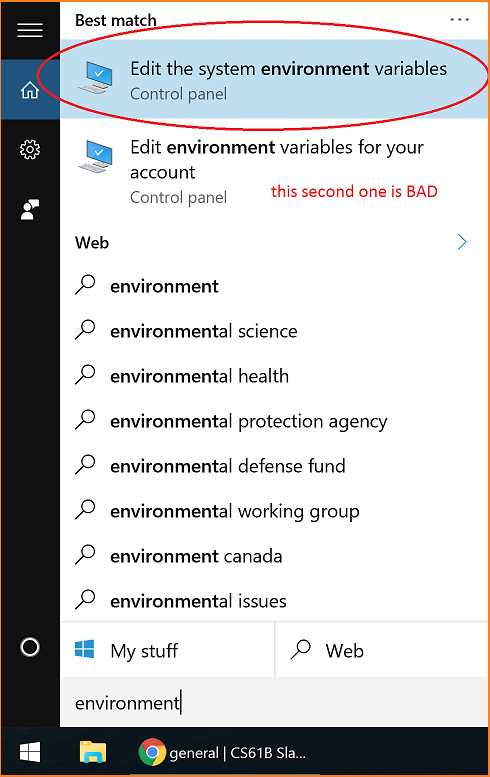 Best match
Edit the system environment variables
Control panel
Edit environment variables for your
account
Control panel
this second one is BAD
Web
environment
environmental science
environmental health
environmental protection agency
environmental defense fund
environmental working group
environment canada
environmental issues
My stuff
Web
environment
general | CS61B Sla...